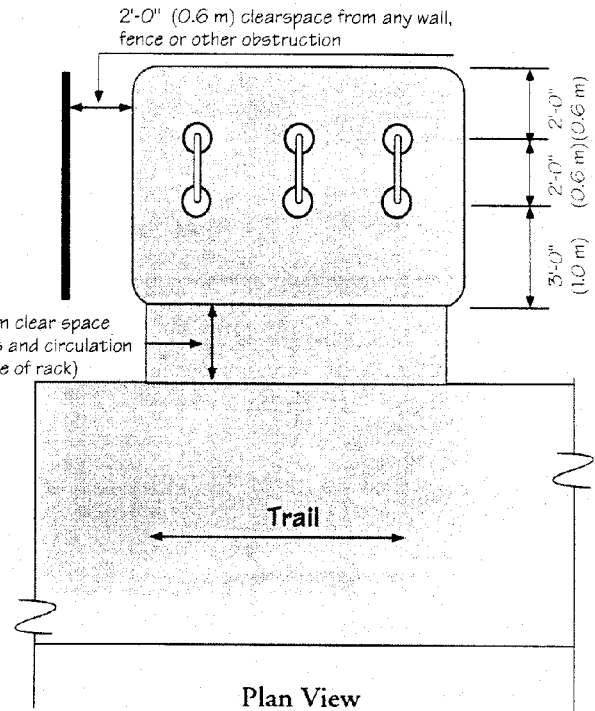 2'-0" (0.6 m) clearspace from any wall,
fence or other obstruction
2'-0"
(0.6 m)
2'-0"
(0.6 m)
3'-0"
(1.0 m)
clear space
and circulation
of rack)
Trail
Plan View